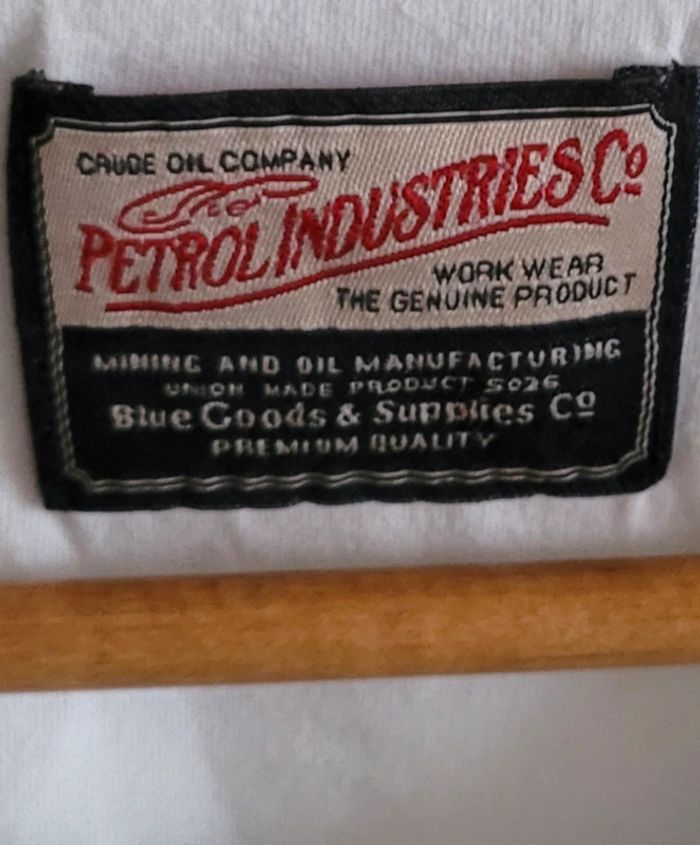 CRUDE OIL COMPANY
PETROL INDUSTRIES Cº
WORK WEAR
THE GENUINE PRODUCT
MINING AND OIL MANUFACTURING
UNION MADE PRODUCT 5026
Blue Goods & Supplies Cº
PREMIUM QUALITY